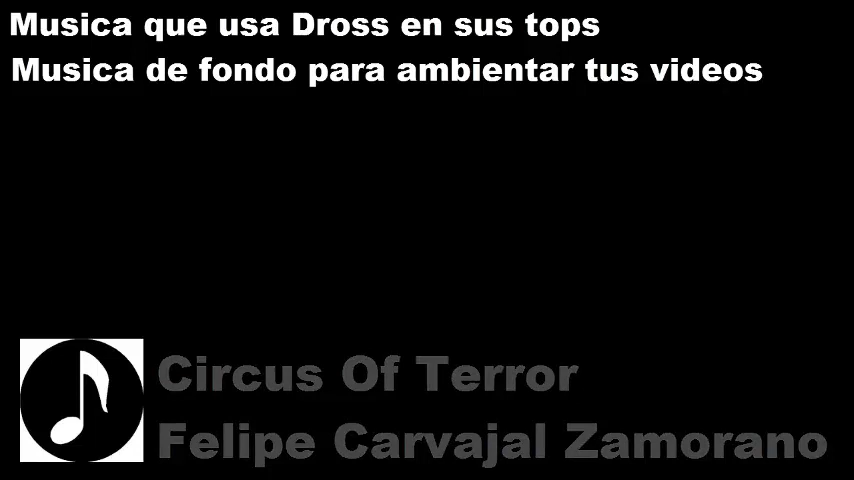 Musica que usa Dross en sus tops
Musica de fondo para ambientar tus videos
Circus Of Terror
Felipe Carvajal Zamorano